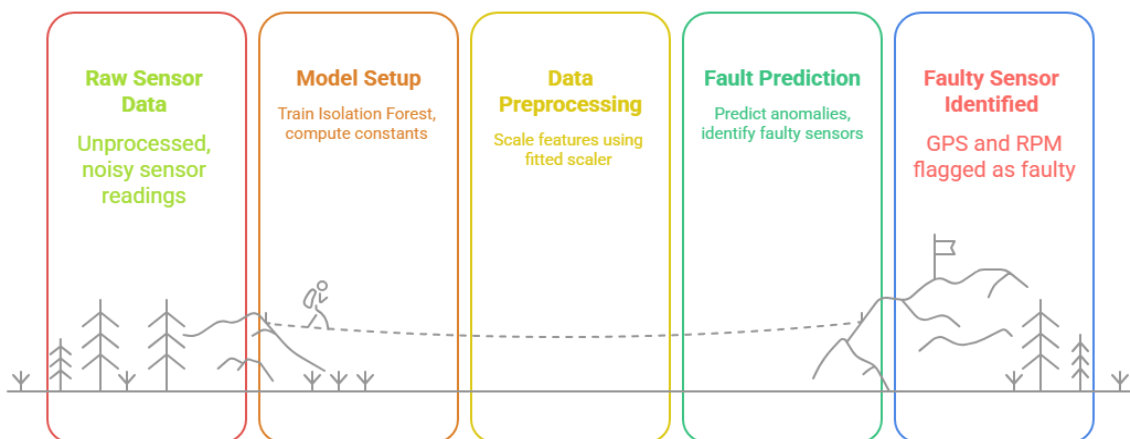 Raw Sensor
Data
Unprocessed,
noisy sensor
readings
Model Setup
Train Isolation Forest,
compute constants
Data
Preprocessing
Scale features using
fitted scaler
Fault Prediction
Predict anomalies,
identify faulty sensors
Faulty Sensor
Identified
GPS and RPM
flagged as faulty